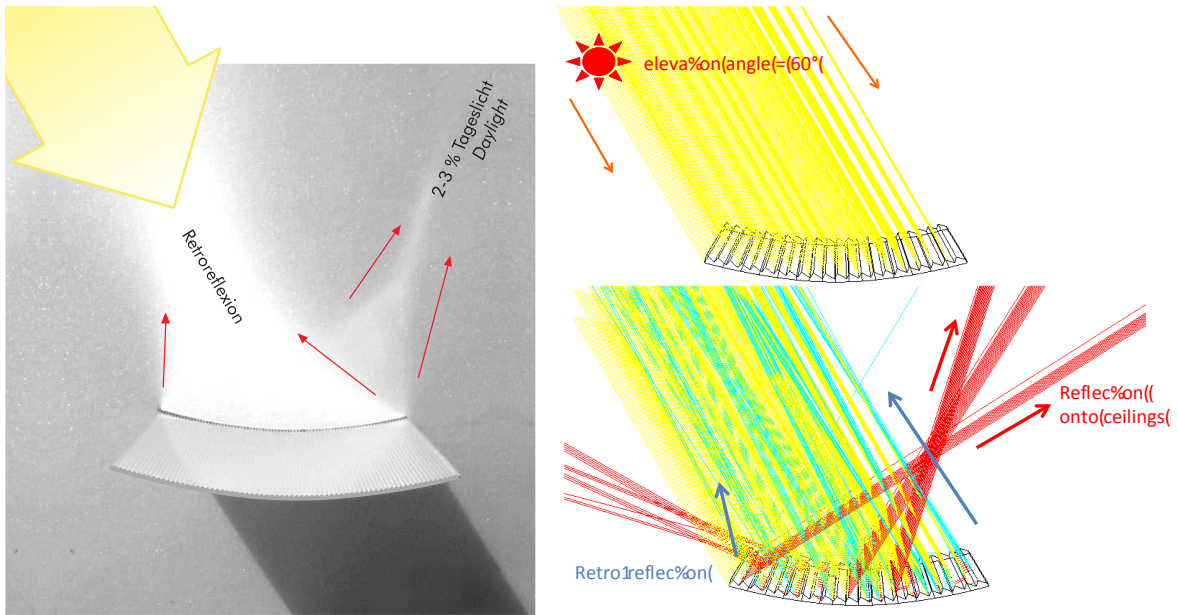 2-3 % Tageslicht
Daylight
Retroreflexion
eleva%on(angle(=(60°(
Reflec%on((
onto(ceilings(
Retro1reflec%on(